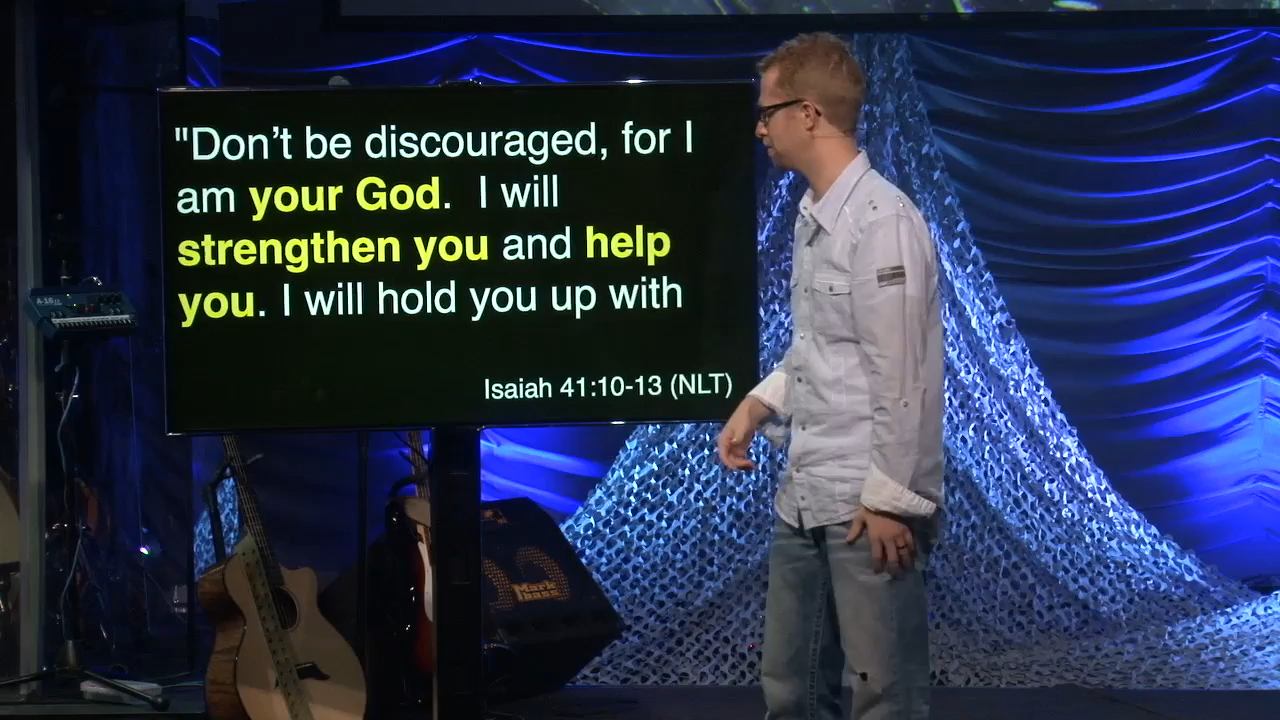 "Don't be discouraged, for I
am your God. I will
strengthen you and help
you. I will hold you up with
Isaiah 41:10-13 (NLT)
A-16
Mark
bass